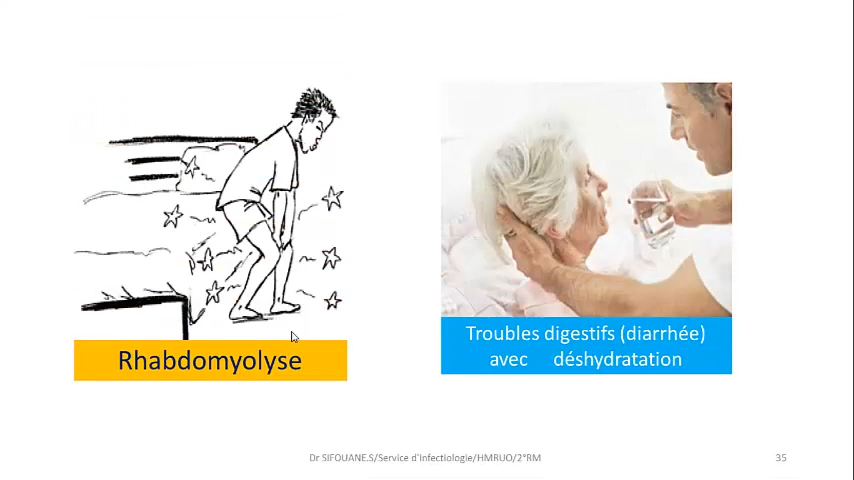 Rhabdomyolyse
Troubles digestifs (diarrhée)
avec déshydratation
Dr SIFOUANE.S/Service d'Infectiologie/HMRUO/2°RM
35